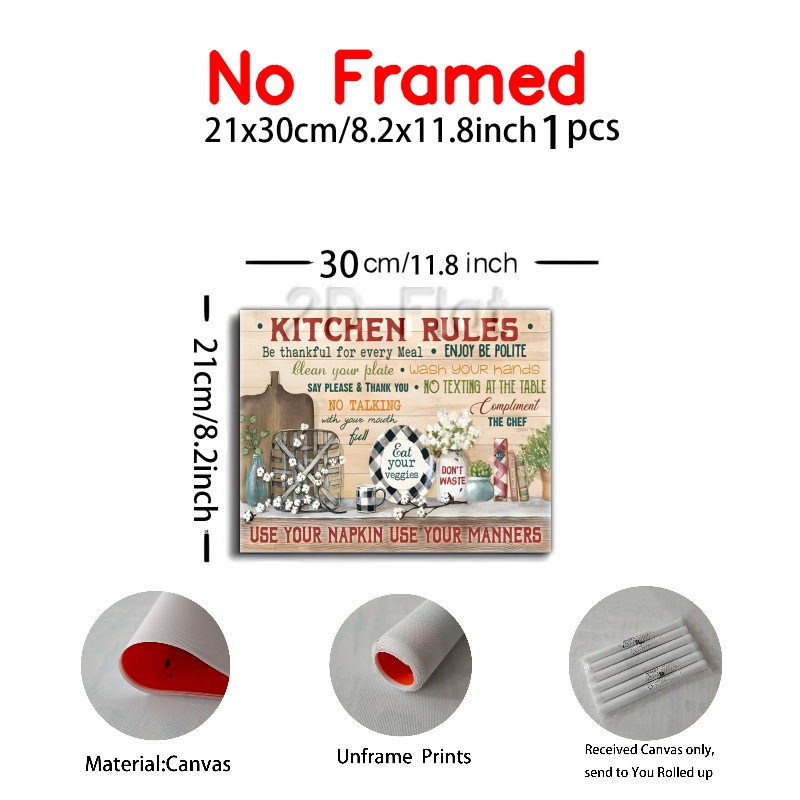 No Framed
21x30cm/8.2x11.8inch 1 pcs
30 cm/11.8 inch
2D Flat
21cm/8.2inch
• KITCHEN RULES •
Be thankful for every Meal • ENJOY BE POLITE
Clean your plate • Wash your hands
SAY PLEASE & THANK YOU • NO TEXTING AT THE TABLE
NO TALKING
with your mouth
full
Compliment
THE CHEF
Eat
your
veggies
DON'T
WASTE
USE YOUR NAPKIN USE YOUR MANNERS
Material:Canvas
Unframe Prints
Received Canvas only,
send to You Rolled up